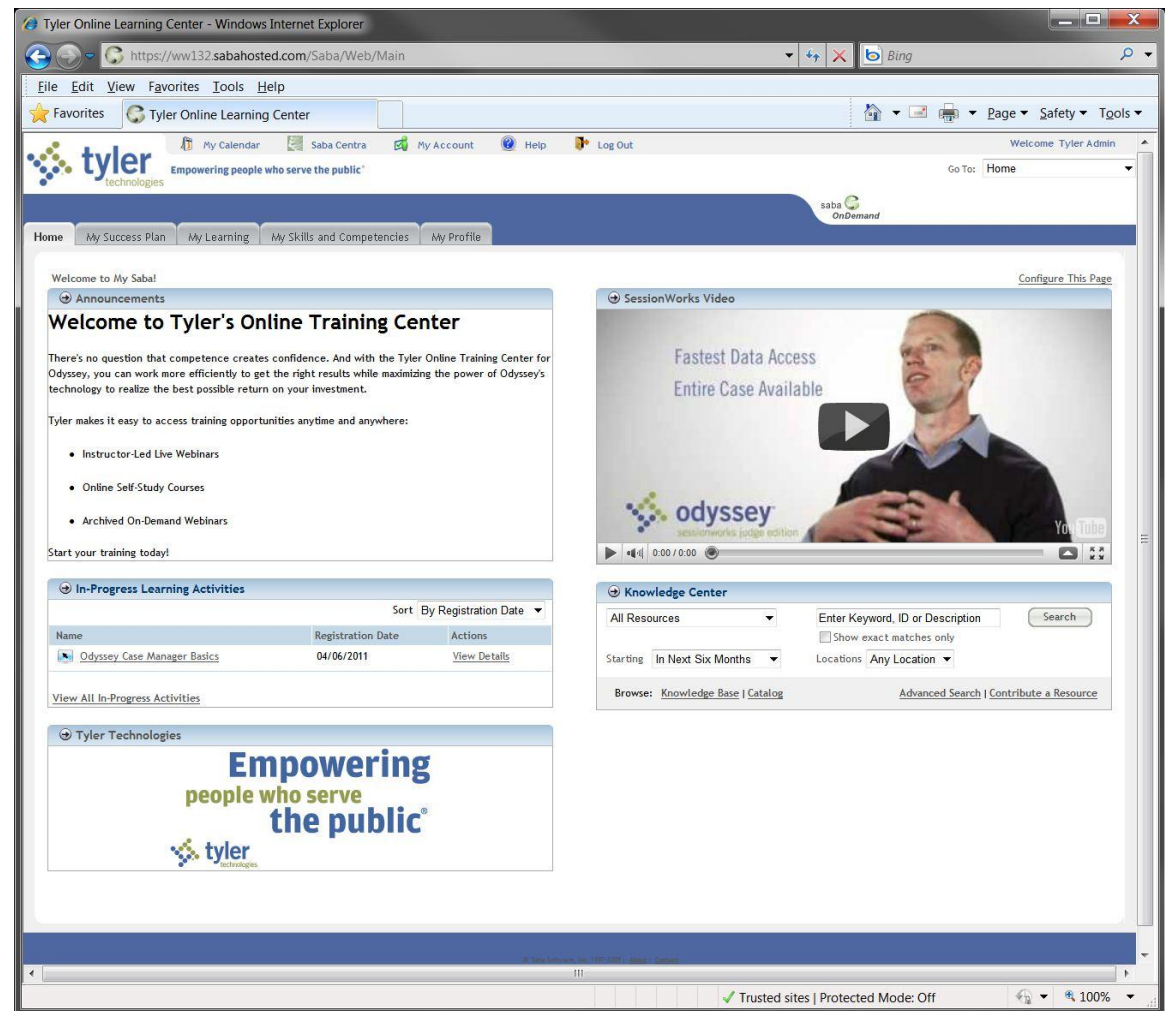 Tyler Online Learning Center - Windows Internet Explorer
https://ww132.sabahosted.com/Saba/Web/Main
Bing
File Edit View Favorites Tools Help
Favorites Tyler Online Learning Center Page Safety Tools
tyler technologies
My Calendar Saba Centra My Account Help Log Out Welcome Tyler Admin
Empowering people who serve the public®
Go To: Home
saba OnDemand
Home My Success Plan My Learning My Skills and Competencies My Profile
Welcome to My Saba! Configure This Page
Announcements
Welcome to Tyler's Online Training Center
There's no question that competence creates confidence. And with the Tyler Online Training Center for
Odyssey, you can work more efficiently to get the right results while maximizing the power of Odyssey's
technology to realize the best possible return on your investment.
Tyler makes it easy to access training opportunities anytime and anywhere:
• Instructor-Led Live Webinars
• Online Self-Study Courses
• Archived On-Demand Webinars
Start your training today!
SessionWorks Video
Fastest Data Access
Entire Case Available
odyssey
sessionworks judge edition
YouTube
0:00 / 0:00
In-Progress Learning Activities
Sort By Registration Date
Name Registration Date Actions
Odyssey Case Manager Basics 04/06/2011 View Details
View All In-Progress Activities
Knowledge Center
All Resources Enter Keyword, ID or Description Search
Show exact matches only
Starting In Next Six Months Locations Any Location
Browse: Knowledge Base | Catalog Advanced Search | Contribute a Resource
Tyler Technologies
Empowering
people who serve
the public®
tyler
technologies
Trusted sites | Protected Mode: Off 100%